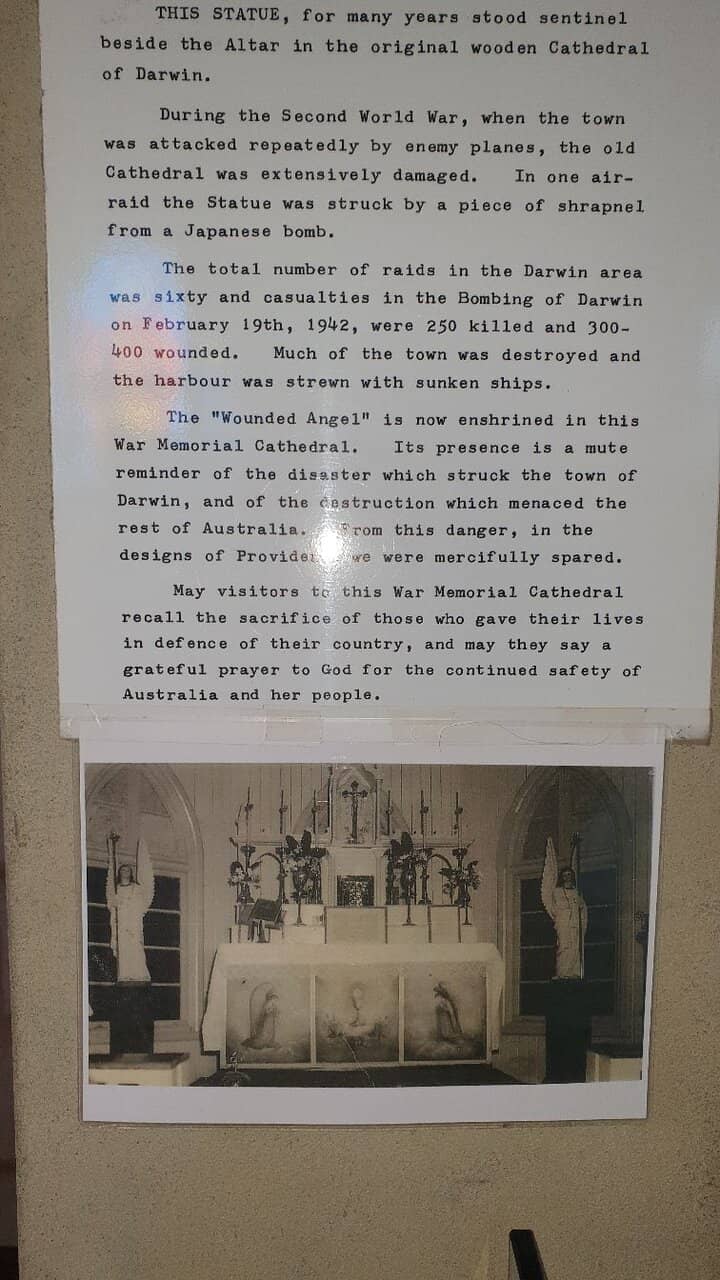 THIS STATUE, for many years stood sentinel
beside the Altar in the original wooden Cathedral
of Darwin.
During the Second World War, when the town
was attacked repeatedly by enemy planes, the old
Cathedral was extensively damaged. In one air-
raid the Statue was struck by a piece of shrapnel
from a Japanese bomb.
The total number of raids in the Darwin area
was sixty and casualties in the Bombing of Darwin
on February 19th, 1942, were 250 killed and 300-
400 wounded. Much of the town was destroyed and
the harbour was strewn with sunken ships.
The "Wounded Angel" is now enshrined in this
War Memorial Cathedral. Its presence is a mute
reminder of the disaster which struck the town of
Darwin, and of the destruction which menaced the
rest of Australia. From this danger, in the
designs of Providence we were mercifully spared.
May visitors to this War Memorial Cathedral
recall the sacrifice of those who gave their lives
in defence of their country, and may they say a
grateful prayer to God for the continued safety of
Australia and her people.